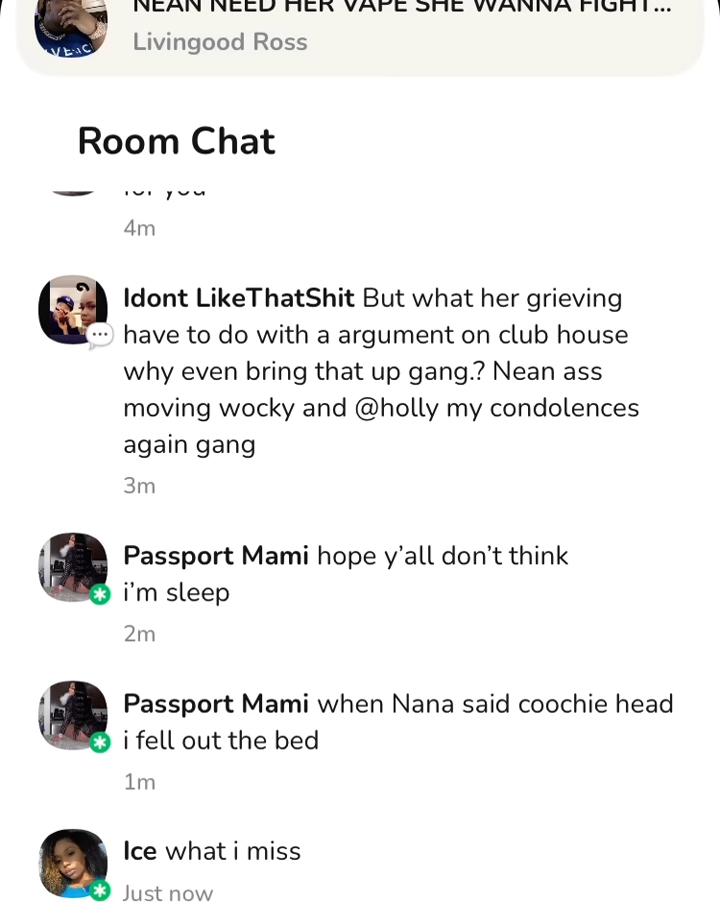 NEAN NEED HER VAPE SHE WANNA FIGHT...
Livingood Ross
Room Chat
for you
4m
Idont LikeThatShit But what her grieving
have to do with a argument on club house
why even bring that up gang.? Nean ass
moving wocky and @holly my condolences
again gang
3m
Passport Mami hope y'all don't think
i'm sleep
2m
Passport Mami when Nana said coochie head
i fell out the bed
1m
Ice what i miss
Just now